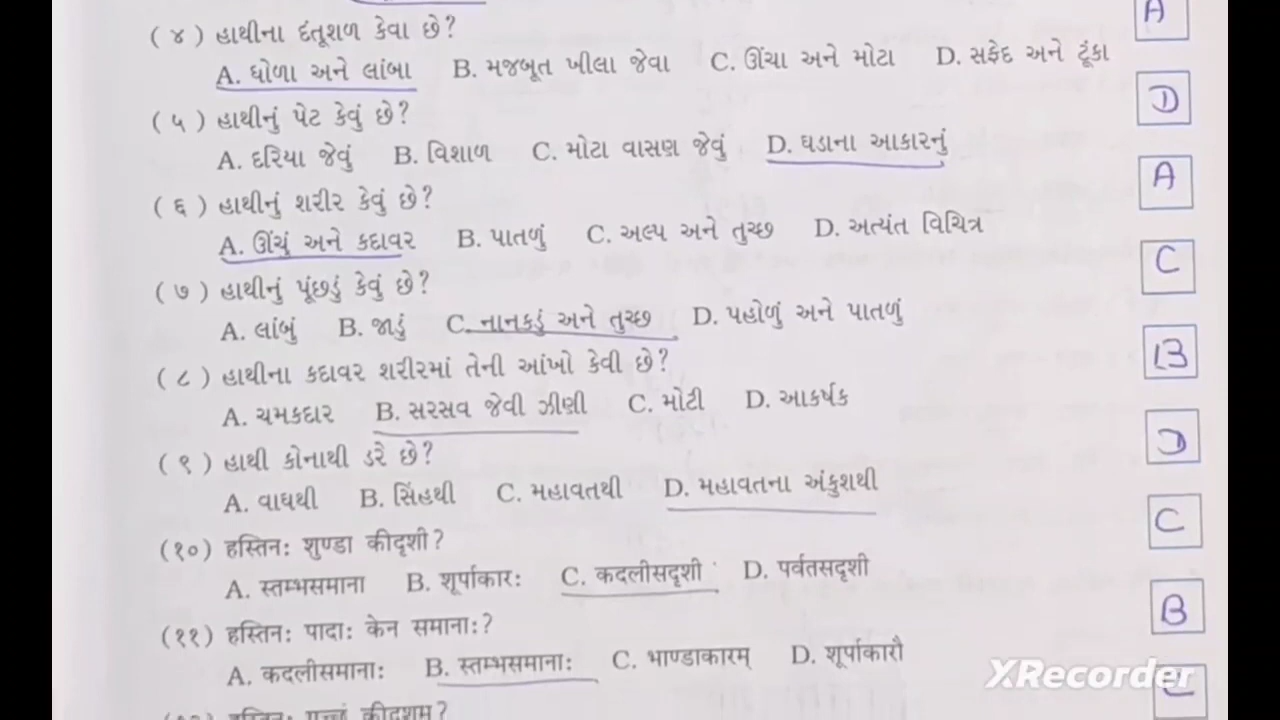 (૪) હાથીના દંતૂશળ કેવા છે? A
A. ધોળા અને લાંબા B. મજબૂત ખીલા જેવા C. ઊંચા અને મોટા D. સફેદ અને ટૂંકા
(૫) હાથીનું પેટ કેવું છે? D
A. દરિયા જેવું B. વિશાળ C. મોટા વાસણ જેવું D. ઘડાના આકારનું
(૬) હાથીનું શરીર કેવું છે? A
A. ઊંચું અને કદાવર B. પાતળું C. અલ્પ અને તુચ્છ D. અત્યંત વિચિત્ર
(૭) હાથીનું પૂંછડું કેવું છે? C
A. લાંબું B. જાડું C. નાનકડું અને તુચ્છ D. પહોળું અને પાતળું
(૮) હાથીના કદાવર શરીરમાં તેની આંખો કેવી છે? B
A. ચમકદાર B. સરસવ જેવી ઝીણી C. મોટી D. આકર્ષક
(૯) હાથી કોનાથી ડરે છે? D
A. વાઘથી B. સિંહથી C. મહાવતથી D. મહાવતના અંકુશથી
(१०) हस्तिनः शुण्डा कीदृशी? C
A. स्तम्भसमाना B. शूर्पाकारः C. कदलीसदृशी D. पर्वतसदृशी
(११) हस्तिनः पादाः केन समानाः? B
A. कदलीसमानाः B. स्तम्भसमानाः C. भाण्डाकारम् D. शूर्पाकारौ
XRecorder